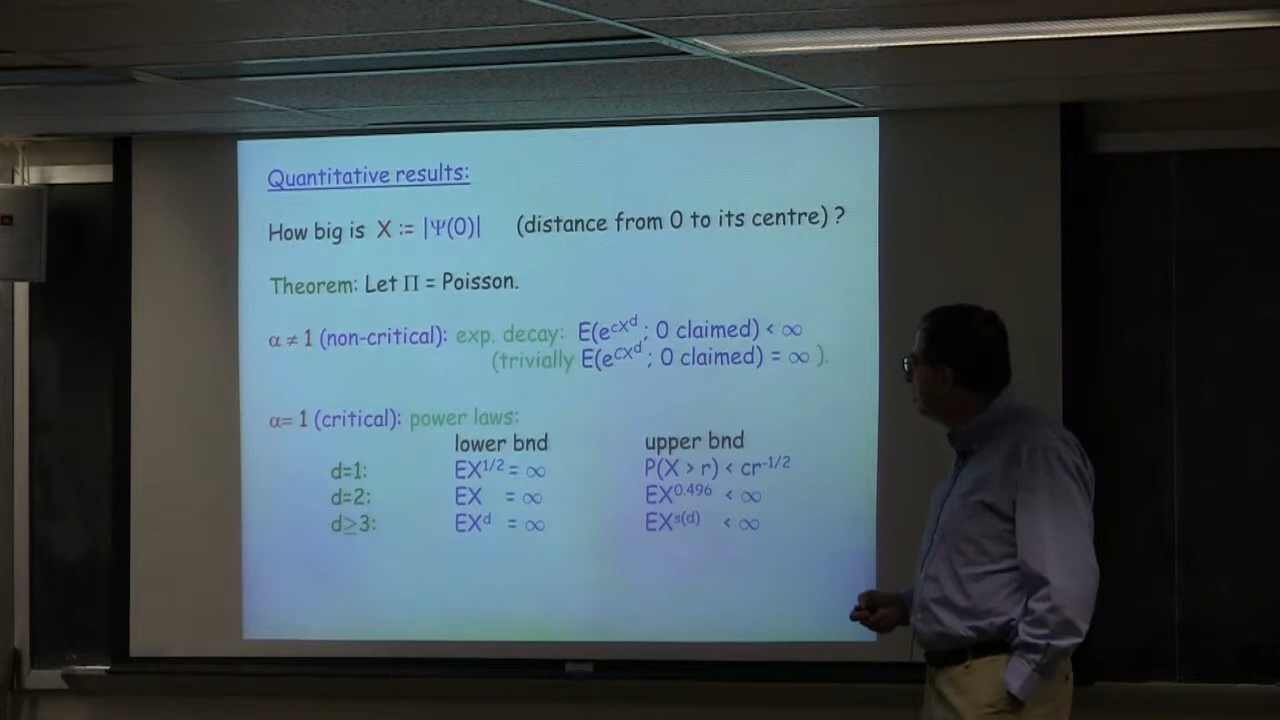 Quantitative results:
How big is X := |Ψ(0)| (distance from 0 to its centre) ?
Theorem: Let Π = Poisson.
α ≠ 1 (non-critical): exp. decay: E(e^{cX^d}; 0 claimed) < ∞
(trivially E(e^{cX^{d'}}; 0 claimed) = ∞ ).
α= 1 (critical): power laws:
lower bnd upper bnd
d=1: EX^{1/2} = ∞ P(X > r) < cr^{-1/2}
d=2: EX = ∞ EX^{0.496} < ∞
d≥3: EX^d = ∞ EX^{s(d)} < ∞